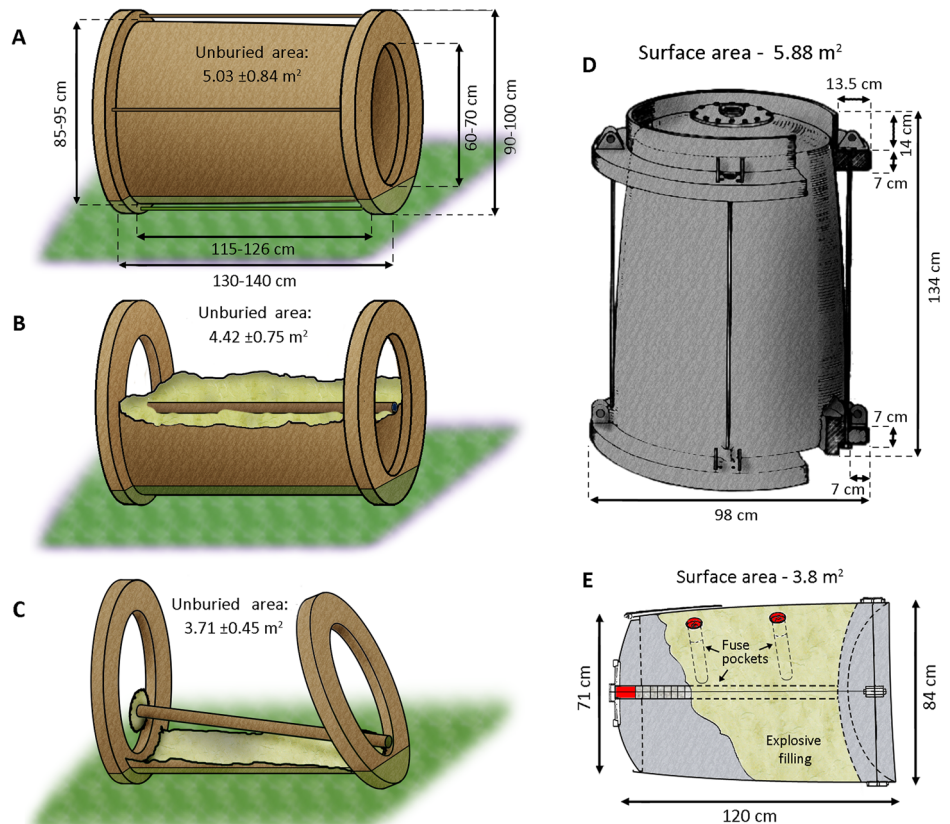 A
Unburied area:
5.03 ±0.84 m²
85-95 cm
60-70 cm
90-100 cm
115-126 cm
130-140 cm
B
Unburied area:
4.42 ±0.75 m²
C
Unburied area:
3.71 ±0.45 m²
D
Surface area - 5.88 m²
13.5 cm
14 cm
7 cm
134 cm
7 cm
7 cm
98 cm
E
Surface area - 3.8 m²
Fuse
pockets
71 cm
84 cm
Explosive
filling
120 cm